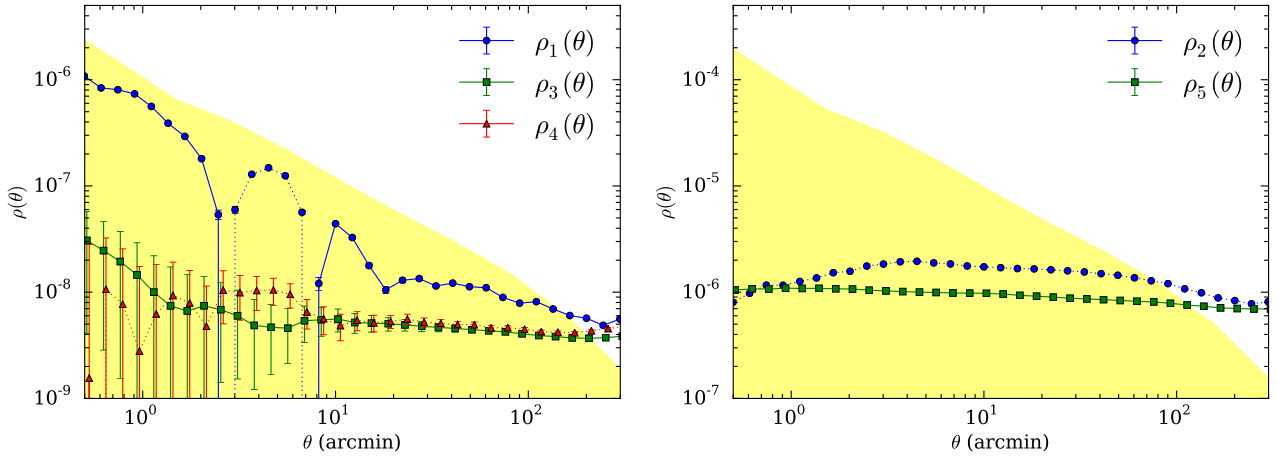 ρ₁(θ)
ρ₃(θ)
ρ₄(θ)
ρ(θ)
10⁻⁶
10⁻⁷
10⁻⁸
10⁻⁹
10⁰
10¹
10²
θ (arcmin)
ρ₂(θ)
ρ₅(θ)
ρ(θ)
10⁻⁴
10⁻⁵
10⁻⁶
10⁻⁷
10⁰
10¹
10²
θ (arcmin)